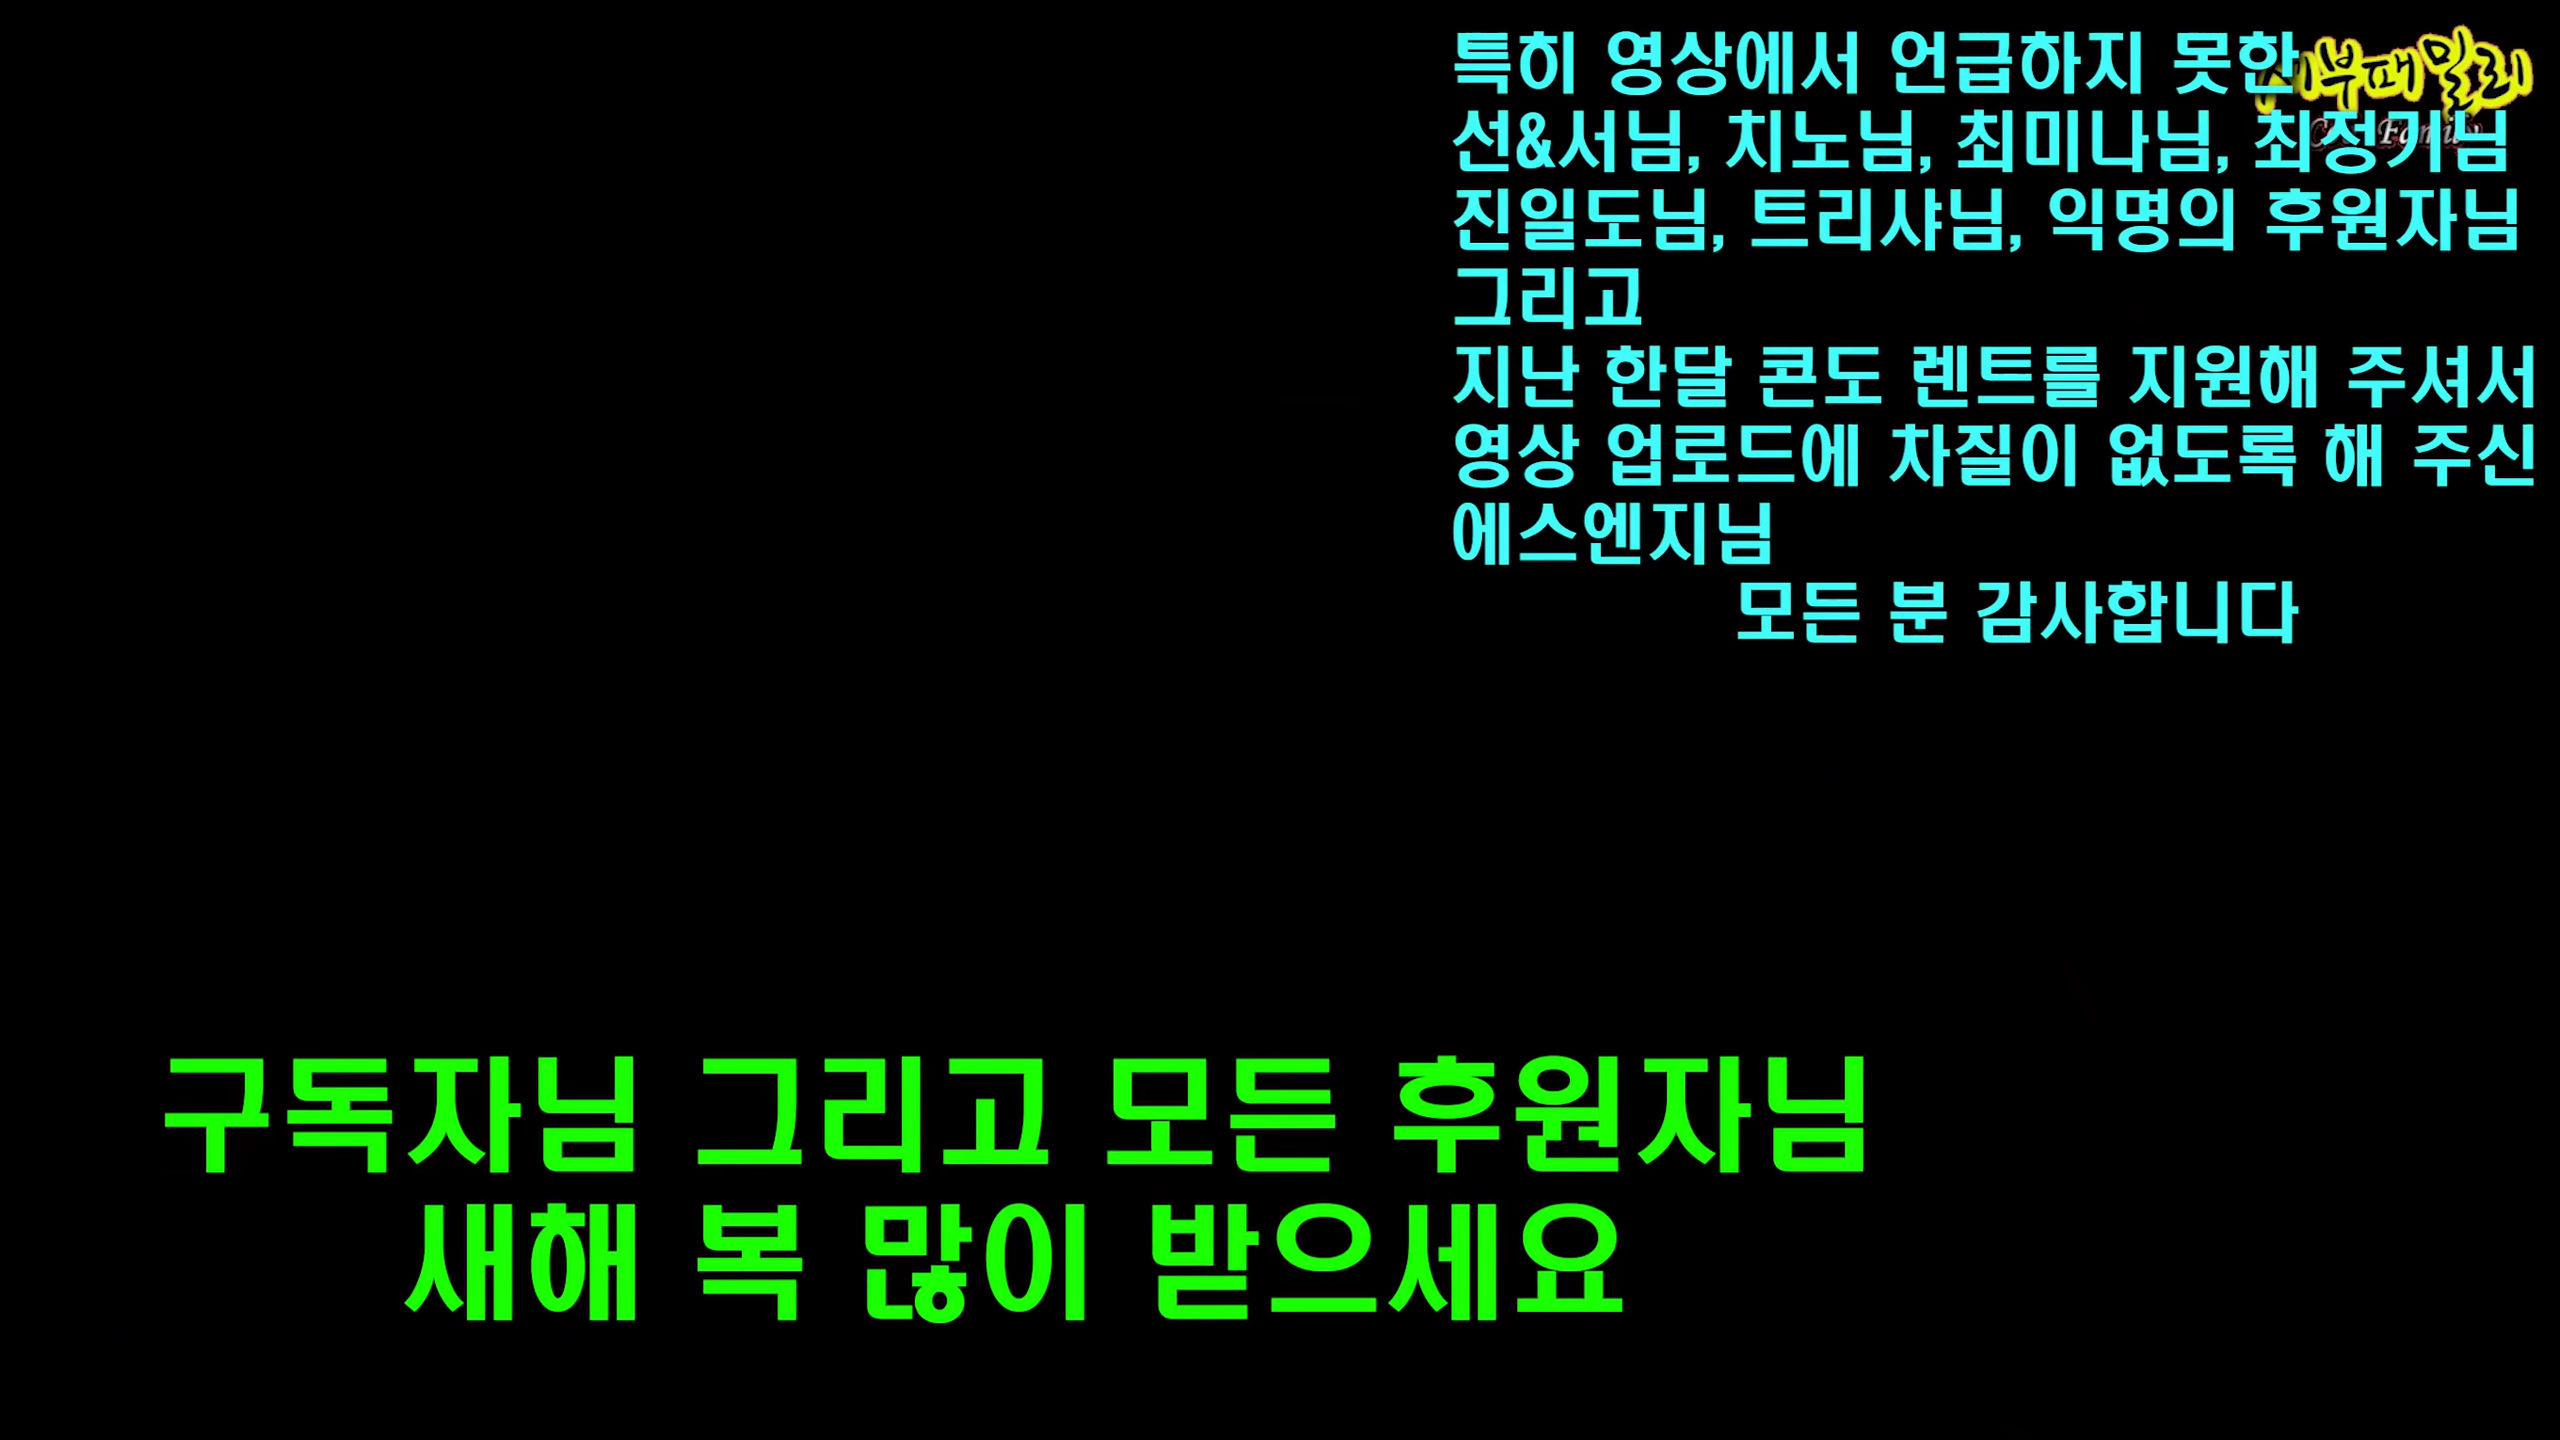 특히 영상에서 언급하지 못한
선&서님, 치노님, 최미나님, 최정기님
진일도님, 트리샤님, 익명의 후원자님
그리고
지난 한달 콘도 렌트를 지원해 주셔서
영상 업로드에 차질이 없도록 해 주신
에스엔지님
모든 분 감사합니다
Family
구독자님 그리고 모든 후원자님
새해 복 많이 받으세요